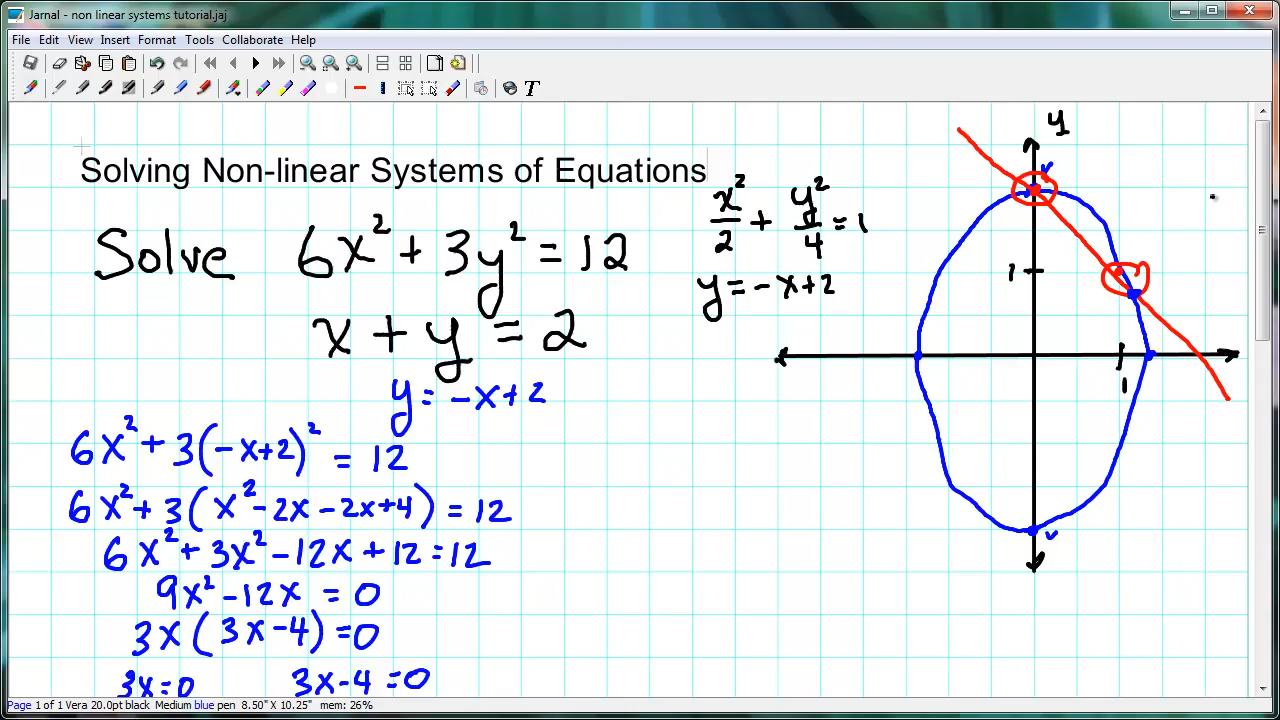 Jarnal - non linear systems tutorial.jaj
File Edit View Insert Format Tools Collaborate Help
Solving Non-linear Systems of Equations
Solve 6x² + 3y² = 12
x + y = 2
y = -x+2
6x² + 3(-x+2)² = 12
6x² + 3(x² - 2x - 2x + 4) = 12
6x² + 3x² - 12x + 12 = 12
9x² - 12x = 0
3x(3x - 4) = 0
3x = 0 3x - 4 = 0
x²/2 + y²/4 = 1
y = -x+2
y
v
1
1
v
Page 1 of 1 Vera 20.0pt black Medium blue pen 8.50" X 10.25" mem: 26%